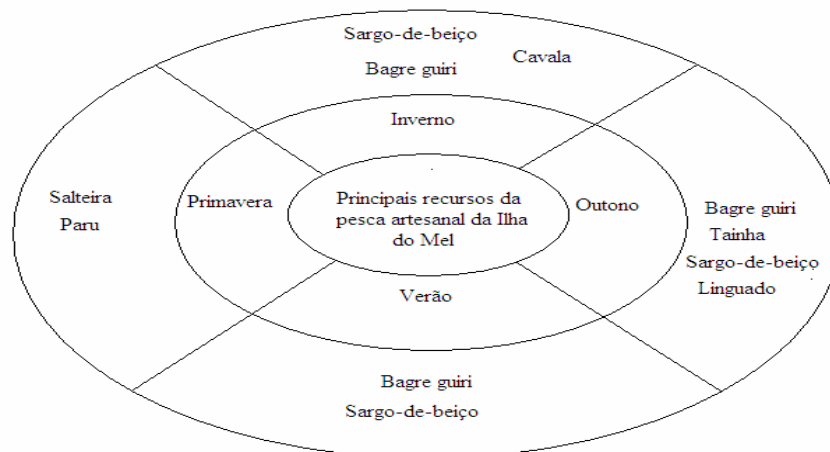 Sargo-de-beiço
Cavala
Bagre guiri
Inverno
Salteira
Paru
Primavera
Principais recursos da
pesca artesanal da Ilha
do Mel
Outono
Bagre guiri
Tainha
Sargo-de-beiço
Linguado
Verão
Bagre guiri
Sargo-de-beiço